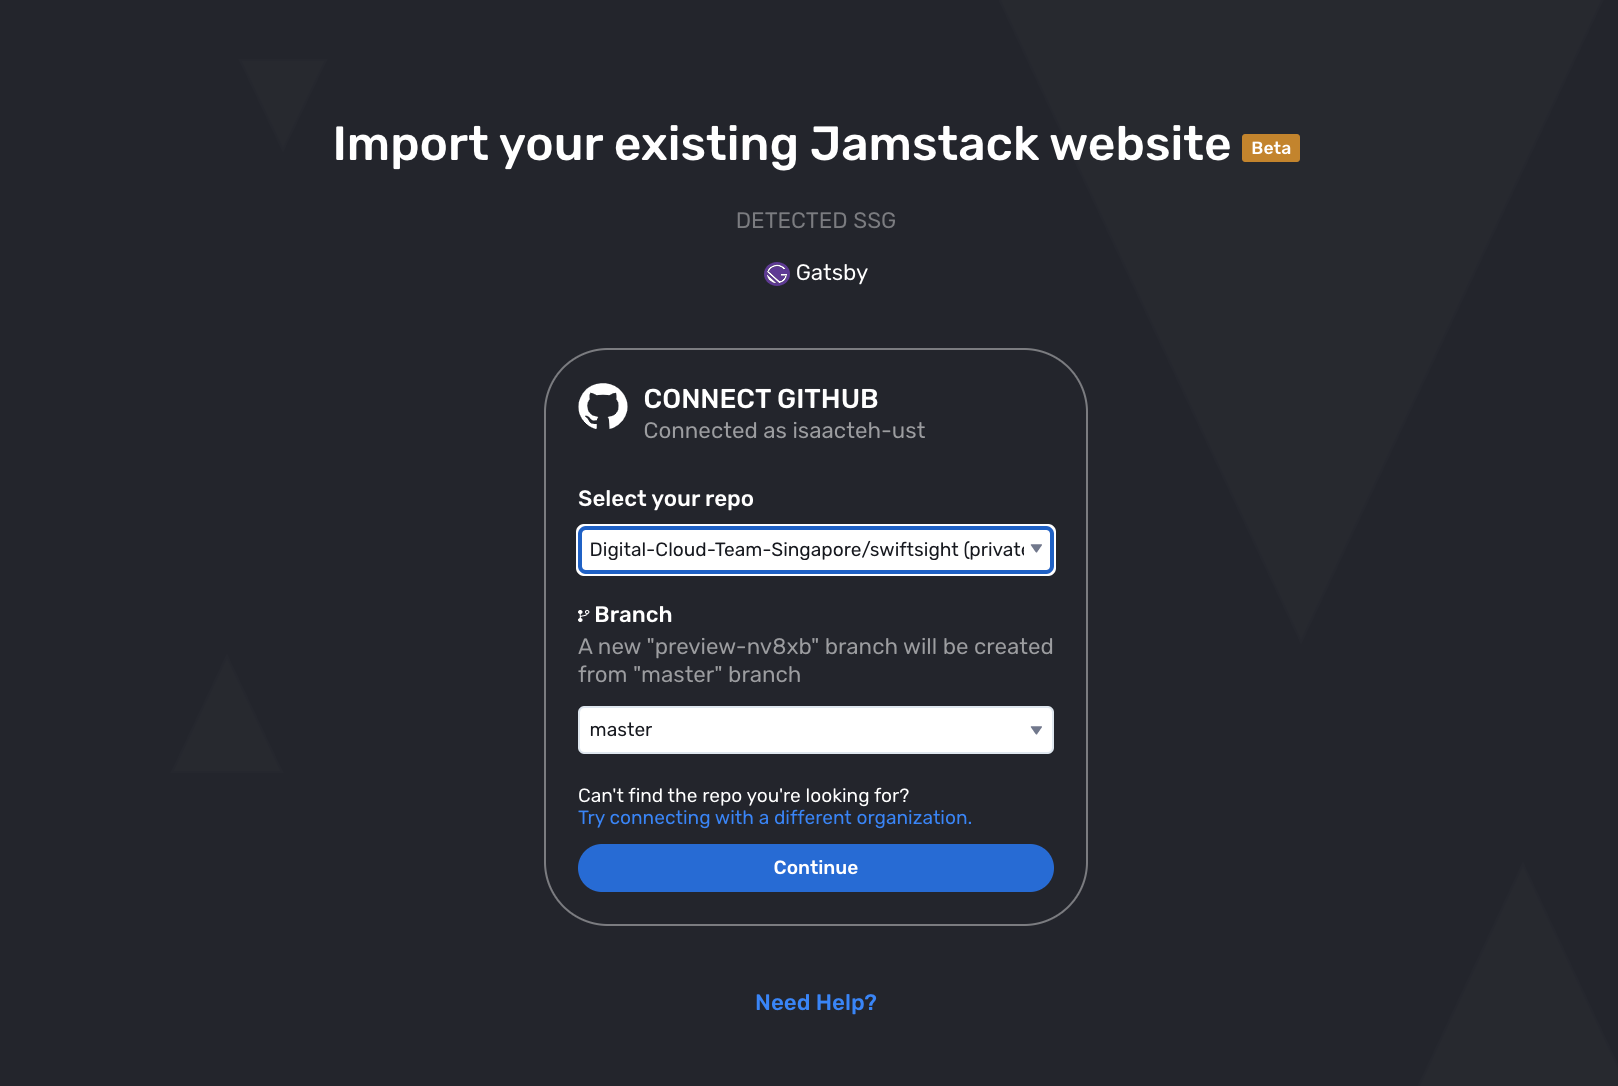 Import your existing Jamstack website Beta
DETECTED SSG
Gatsby
CONNECT GITHUB
Connected as isaacteh-ust
Select your repo
Digital-Cloud-Team-Singapore/swiftsight (private
Branch
A new "preview-nv8xb" branch will be created
from "master" branch
master
Can't find the repo you're looking for?
Try connecting with a different organization.
Continue
Need Help?